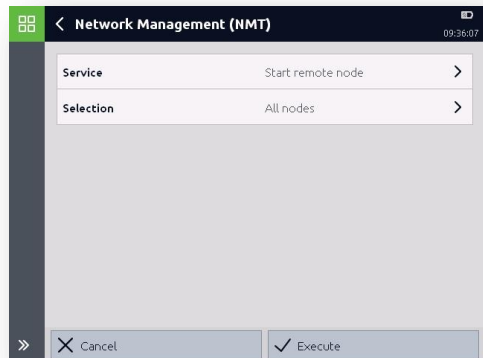 Network Management (NMT)
09:36:07
Service Start remote node
Selection All nodes
Cancel Execute